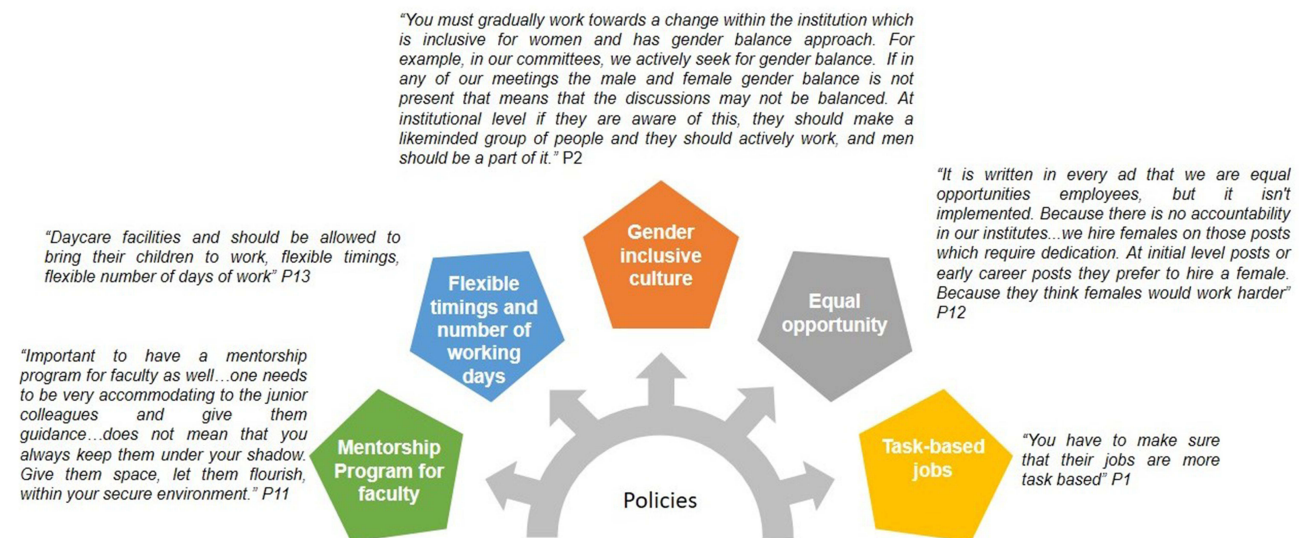 “You must gradually work towards a change within the institution which
is inclusive for women and has gender balance approach. For
example, in our committees, we actively seek for gender balance. If in
any of our meetings the male and female gender balance is not
present that means that the discussions may not be balanced. At
institutional level if they are aware of this, they should make a
likeminded group of people and they should actively work, and men
should be a part of it.” P2
“It is written in every ad that we are equal
opportunities employees, but it isn't
implemented. Because there is no accountability
in our institutes...we hire females on those posts
which require dedication. At initial level posts or
early career posts they prefer to hire a female.
Because they think females would work harder”
P12
“Daycare facilities and should be allowed to
bring their children to work, flexible timings,
flexible number of days of work” P13
Gender
inclusive
culture
Flexible
timings and
number of
working
days
Equal
opportunity
“Important to have a mentorship
program for faculty as well…one needs
to be very accommodating to the junior
colleagues and give them
guidance…does not mean that you
always keep them under your shadow.
Give them space, let them flourish,
within your secure environment.” P11
Mentorship
Program for
faculty
Task-based
jobs
“You have to make sure
that their jobs are more
task based” P1
Policies